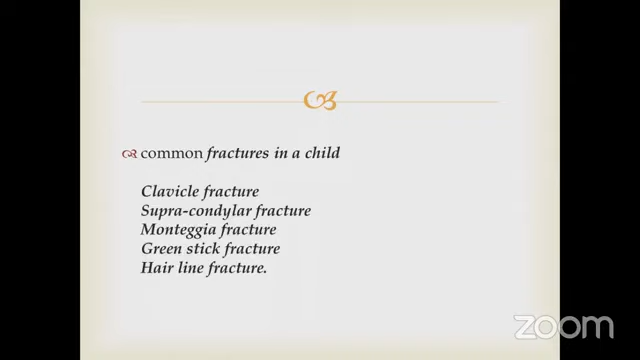 common fractures in a child
Clavicle fracture
Supra-condylar fracture
Monteggia fracture
Green stick fracture
Hair line fracture.
zoom